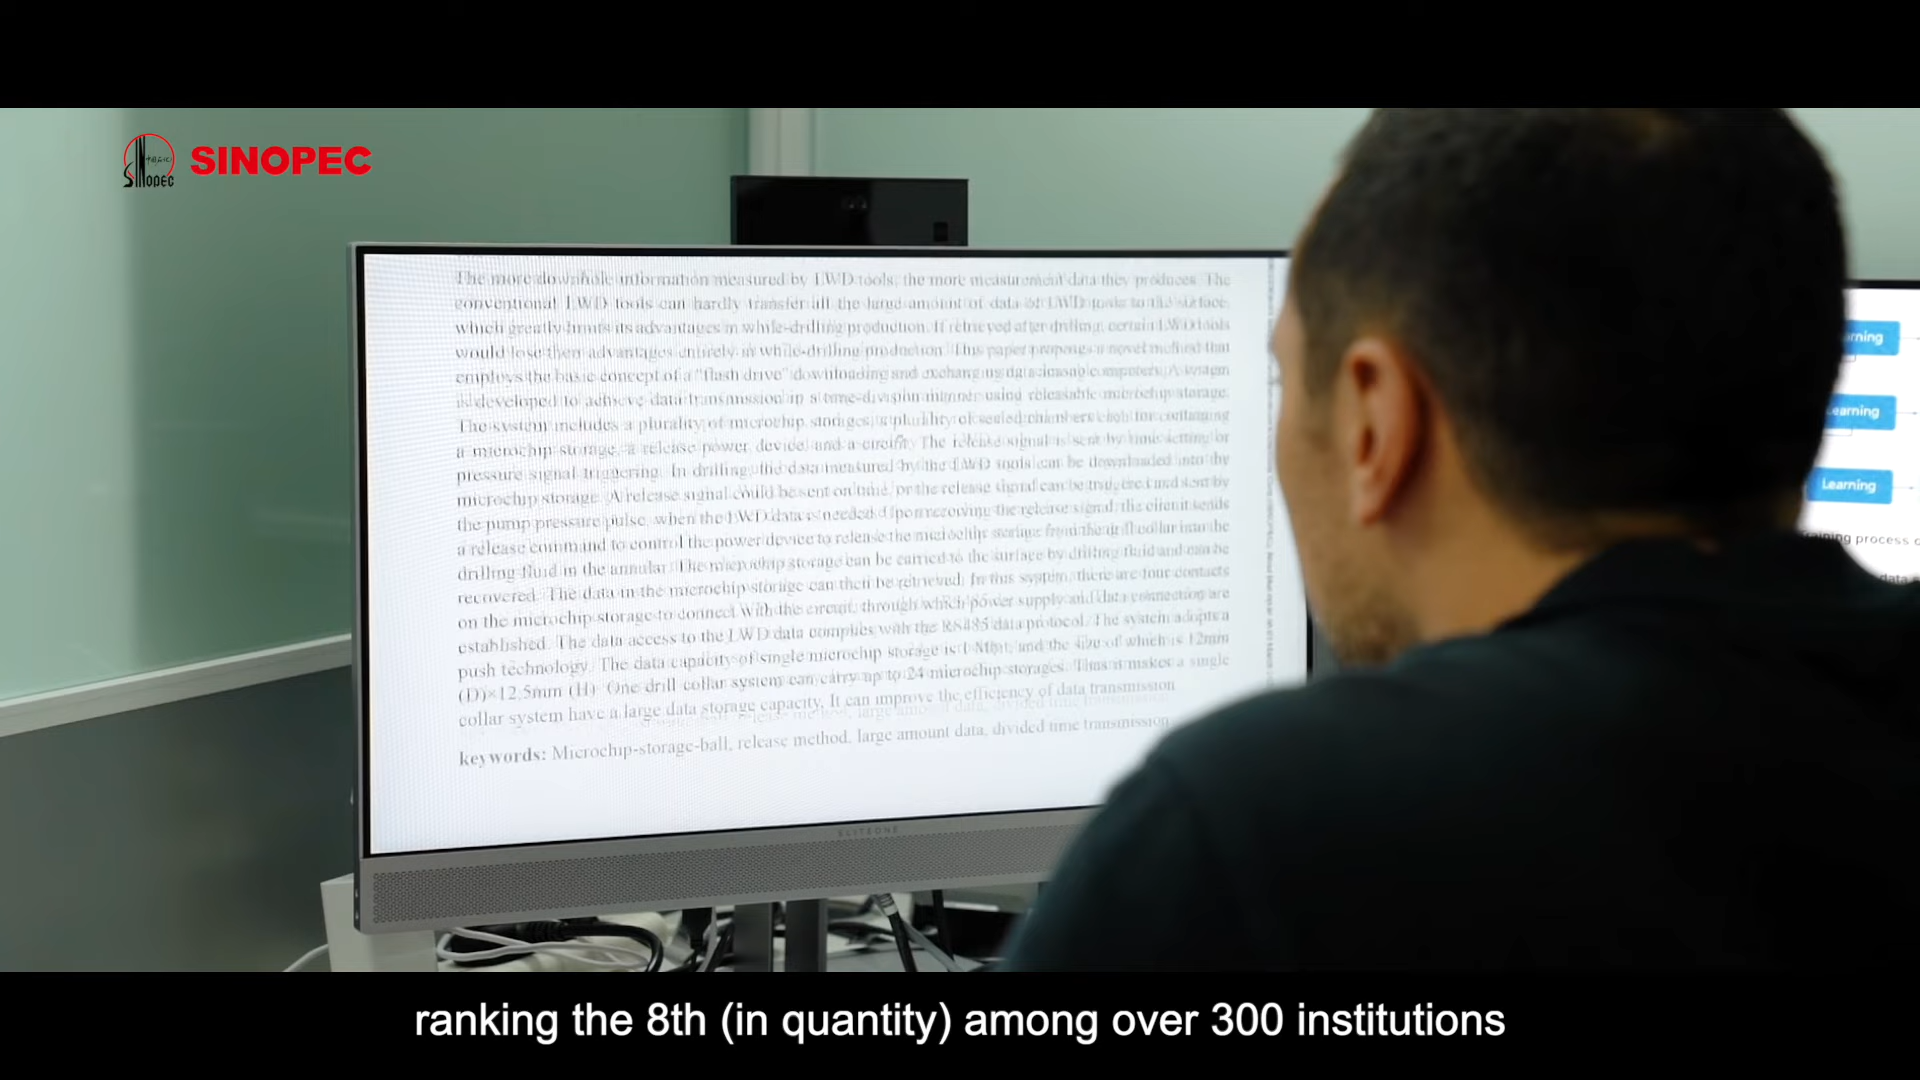 中国石化
SINOPEC
SINOPEC
The more downhole information measured by LWD tools, the more measurement data they produces. The
conventional LWD tools can hardly transfer all the large amount of data of LWD tools to the surface,
which greatly limits its advantages in while-drilling production. If retrieved after drilling, certain LWD tools
would lose their advantages entirely in while-drilling production. This paper proposes a novel method that
employs the basic concept of a "flash drive" downloading and exchanging data among computers. A system
is developed to achieve data transmission in a time-division manner using releasable microchip storage.
The system includes a plurality of microchip storages, a plurality of sealed chambers each for containing
a microchip storage, a release power device and a circuit. The release signal is sent by time setting or
pressure signal triggering. In drilling, the data measured by the LWD tools can be downloaded into the
microchip storage. A release signal could be sent on time, or the release signal can be triggered and sent by
the pump pressure pulse, when the LWD data is needed. Upon receiving the release signal, the circuit sends
a release command to control the power device to release the microchip storage from the drill collar into the
drilling fluid in the annular. The microchip storage can be carried to the surface by drilling fluid and can be
recovered. The data in the microchip storage can then be retrieved. In this system, there are four contacts
on the microchip storage to connect With the circuit, through which power supply and data connection are
established. The data access to the LWD data complies with the RS485 data protocol. The system adopts a
push technology. The data capacity of single microchip storage is 1 Mbit, and the size of which is 12mm
(D)×12.5mm (H). One drill collar system can carry up to 24 microchip storages. Thus it makes a single
collar system have a large data storage capacity. It can improve the efficiency of data transmission
keywords: Microchip-storage-ball, release method, large amount data, divided time transmission
ELITEONE
rning
earning
Learning
ining process
data
ranking the 8th (in quantity) among over 300 institutions